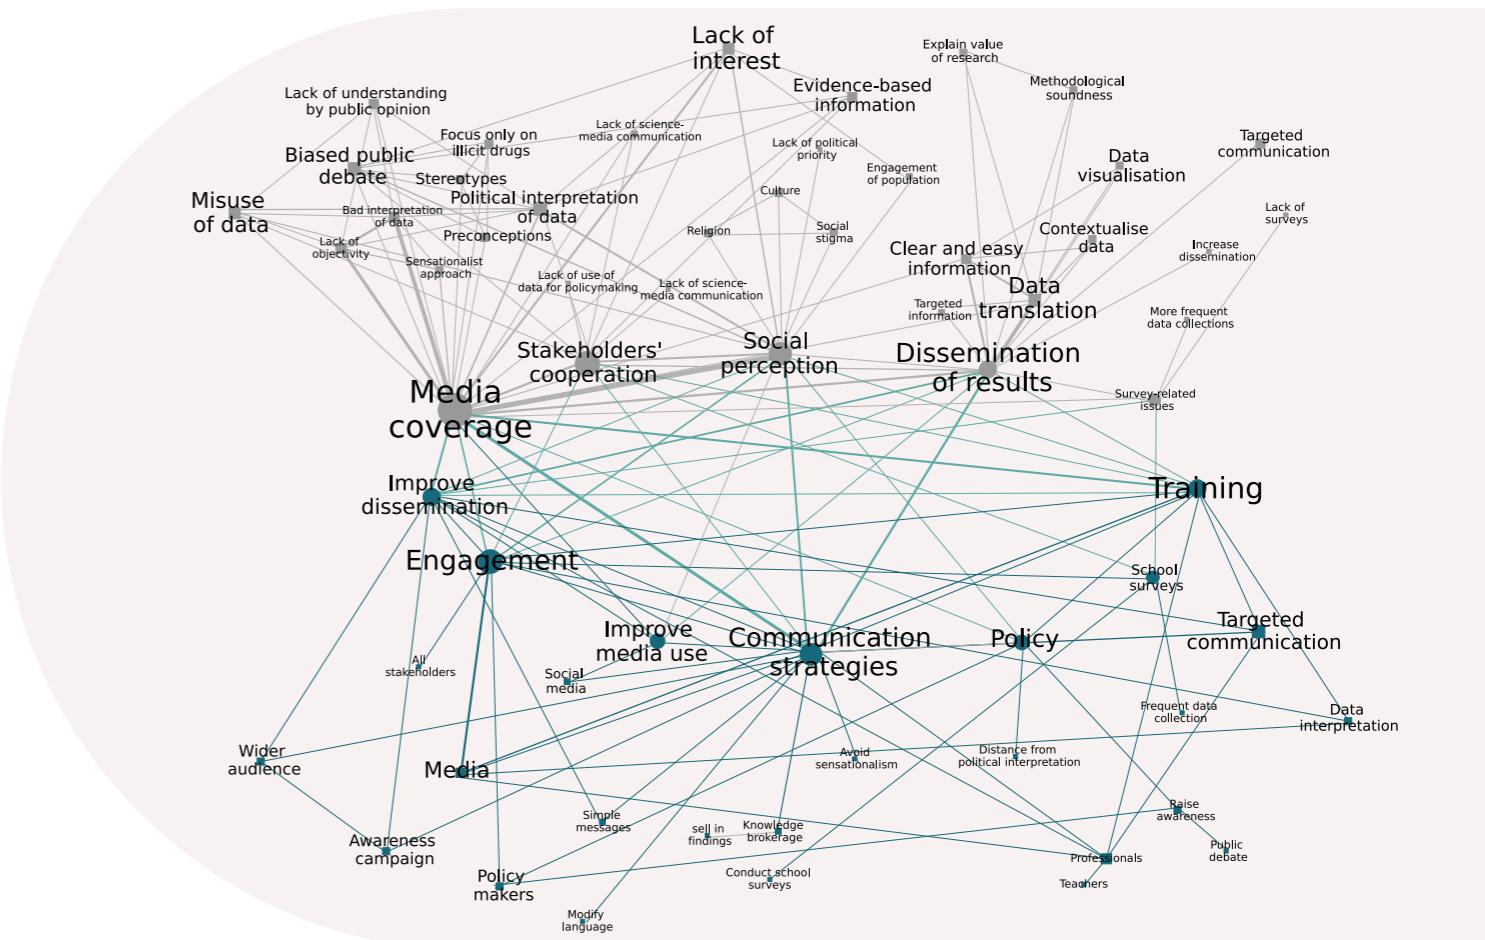 Lack of
interest
Explain value
of research
Methodological
soundness
Evidence-based
information
Lack of understanding
by public opinion
Focus only on
illicit drugs
Lack of science-
media communication
Lack of political
priority
Targeted
communication
Biased public
debate
Stereotypes
Engagement
of population
Data
visualisation
Culture
Misuse
of data
Bad interpretation
of data
Political interpretation
of data
Preconceptions
Religion
Social
stigma
Lack of
surveys
Lack of
objectivity
Sensationalist
approach
Lack of use of
data for policymaking
Lack of science-
media communication
Clear and easy
information
Contextualise
data
Increase
dissemination
Data
translation
Targeted
information
More frequent
data collections
Stakeholders'
cooperation
Social
perception
Dissemination
of results
Media
coverage
Survey-related
issues
Improve
dissemination
Training
Engagement
School
surveys
Improve
media use
Communication
strategies
Policy
Targeted
communication
All
stakeholders
Social
media
Frequent data
collection
Data
interpretation
Wider
audience
Media
Avoid
sensationalism
Distance from
political interpretation
Simple
messages
sell in
findings
Knowledge
brokerage
Raise
awareness
Awareness
campaign
Public
debate
Professionals
Policy
makers
Conduct school
surveys
Teachers
Modify
language